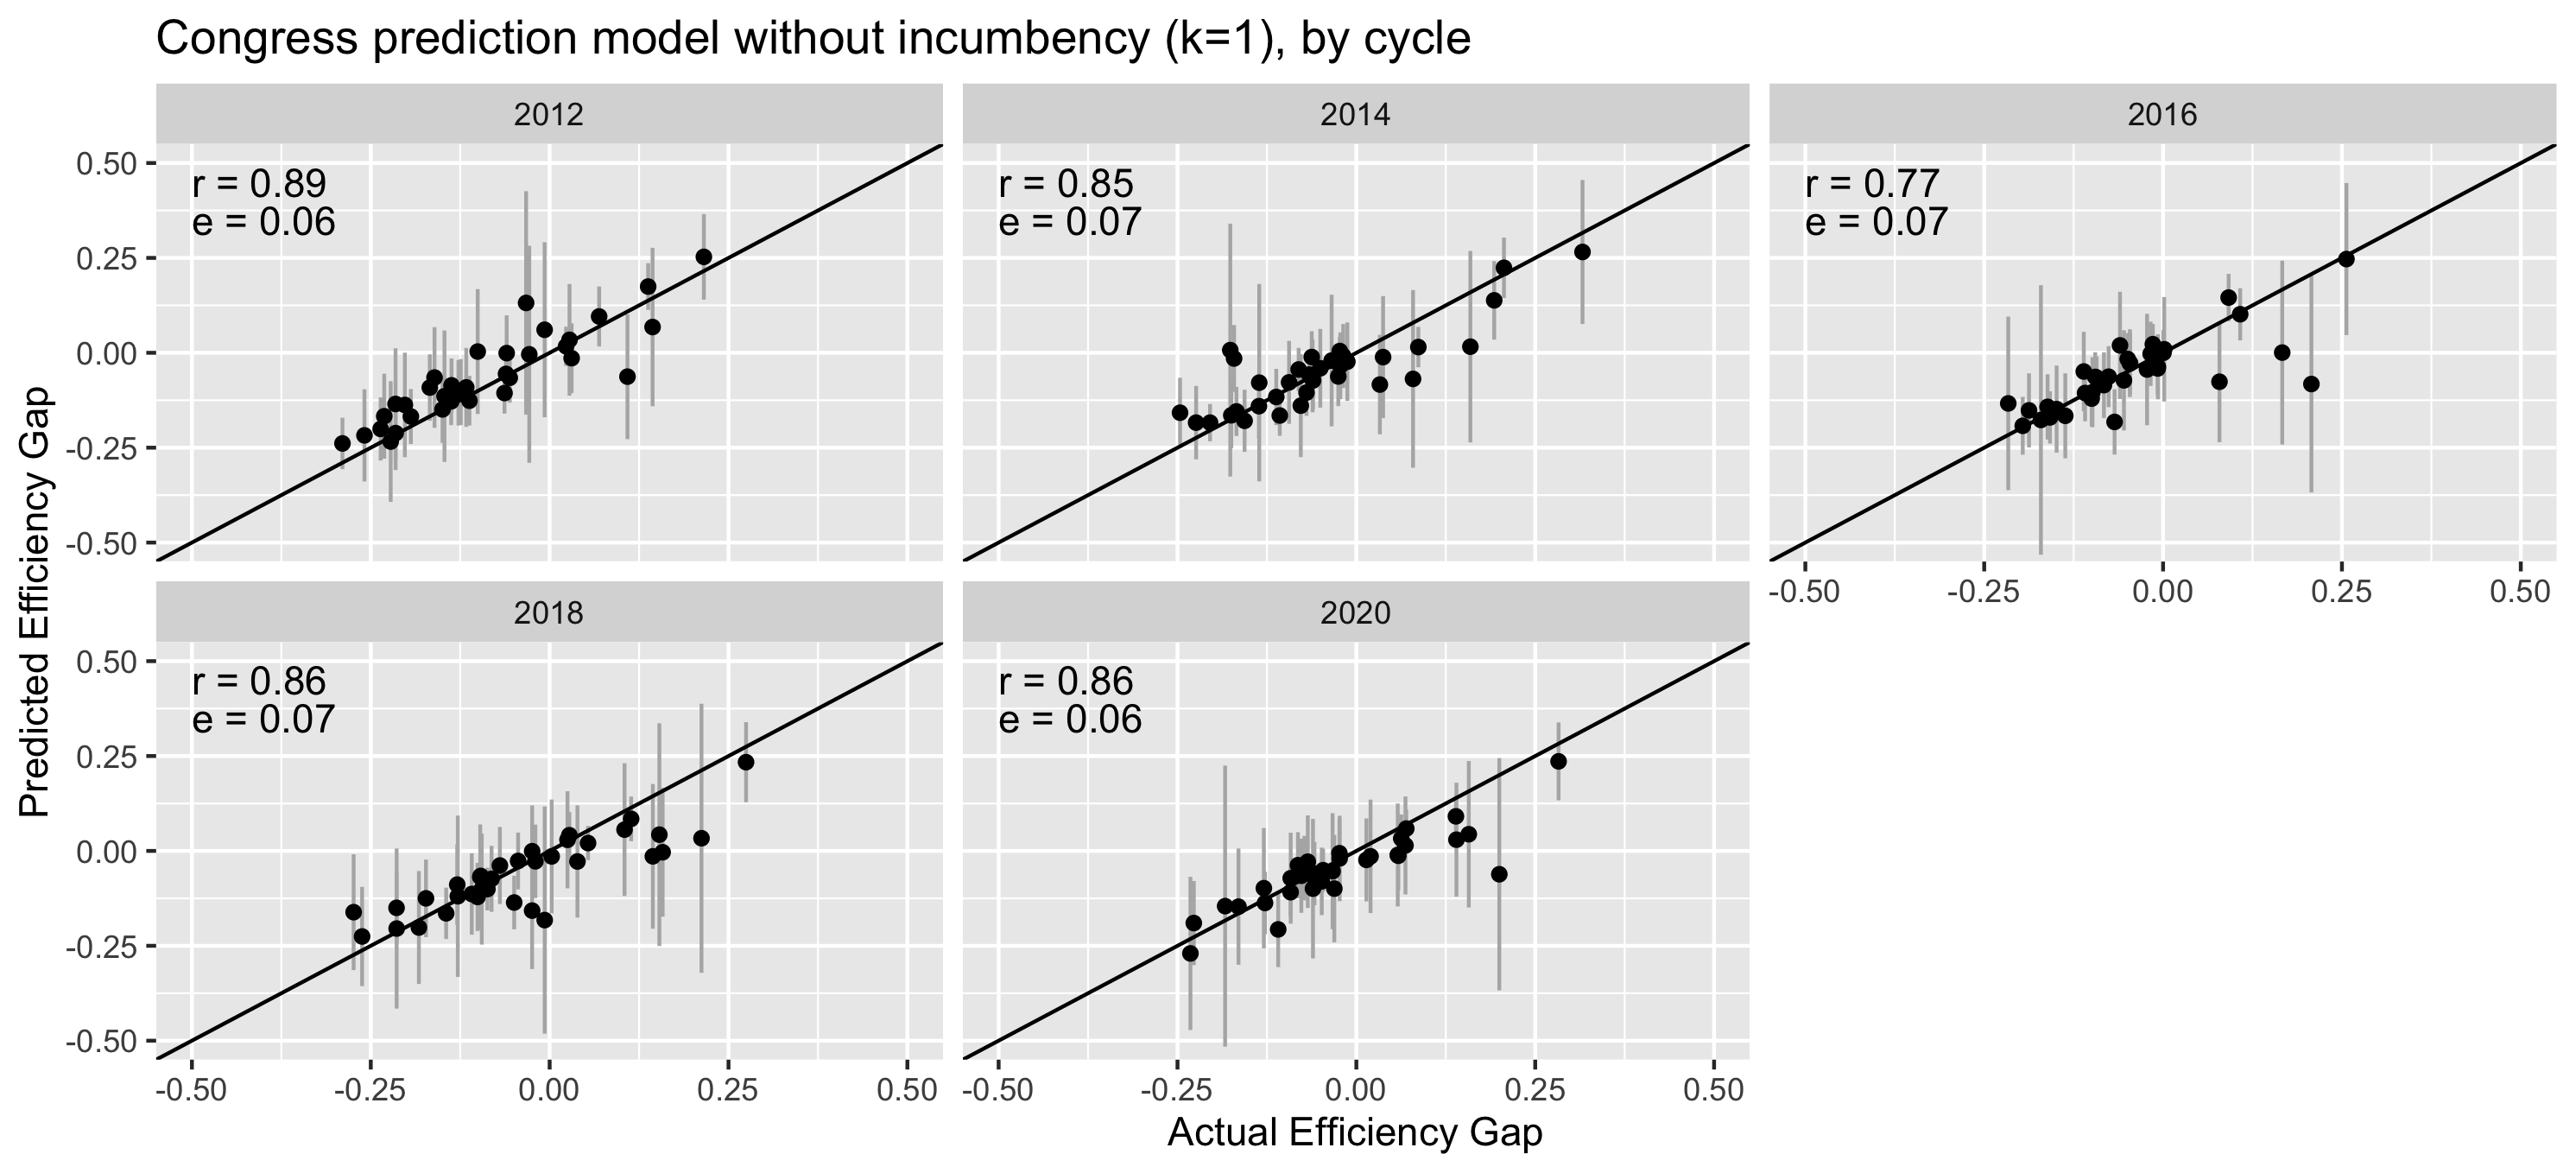 Congress prediction model without incumbency (k=1), by cycle
2012
2014
2016
r = 0.89
e = 0.06
r = 0.85
e = 0.07
r = 0.77
e = 0.07
0.50
0.25
0.00
-0.25
-0.50
-0.50
-0.25
0.00
0.25
0.50
2018
2020
r = 0.86
e = 0.07
r = 0.86
e = 0.06
0.50
0.25
0.00
-0.25
-0.50
-0.50
-0.25
0.00
0.25
0.50
-0.50
-0.25
0.00
0.25
0.50
Predicted Efficiency Gap
Actual Efficiency Gap